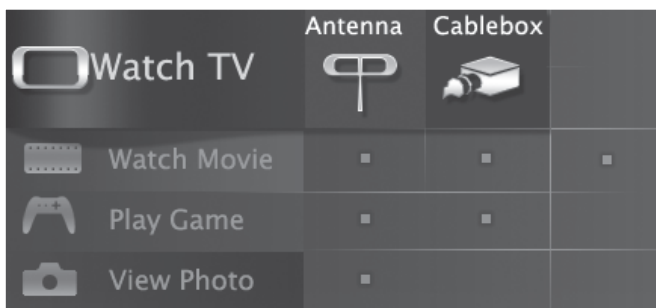 Antenna Cablebox
Watch TV
Watch Movie
Play Game
View Photo